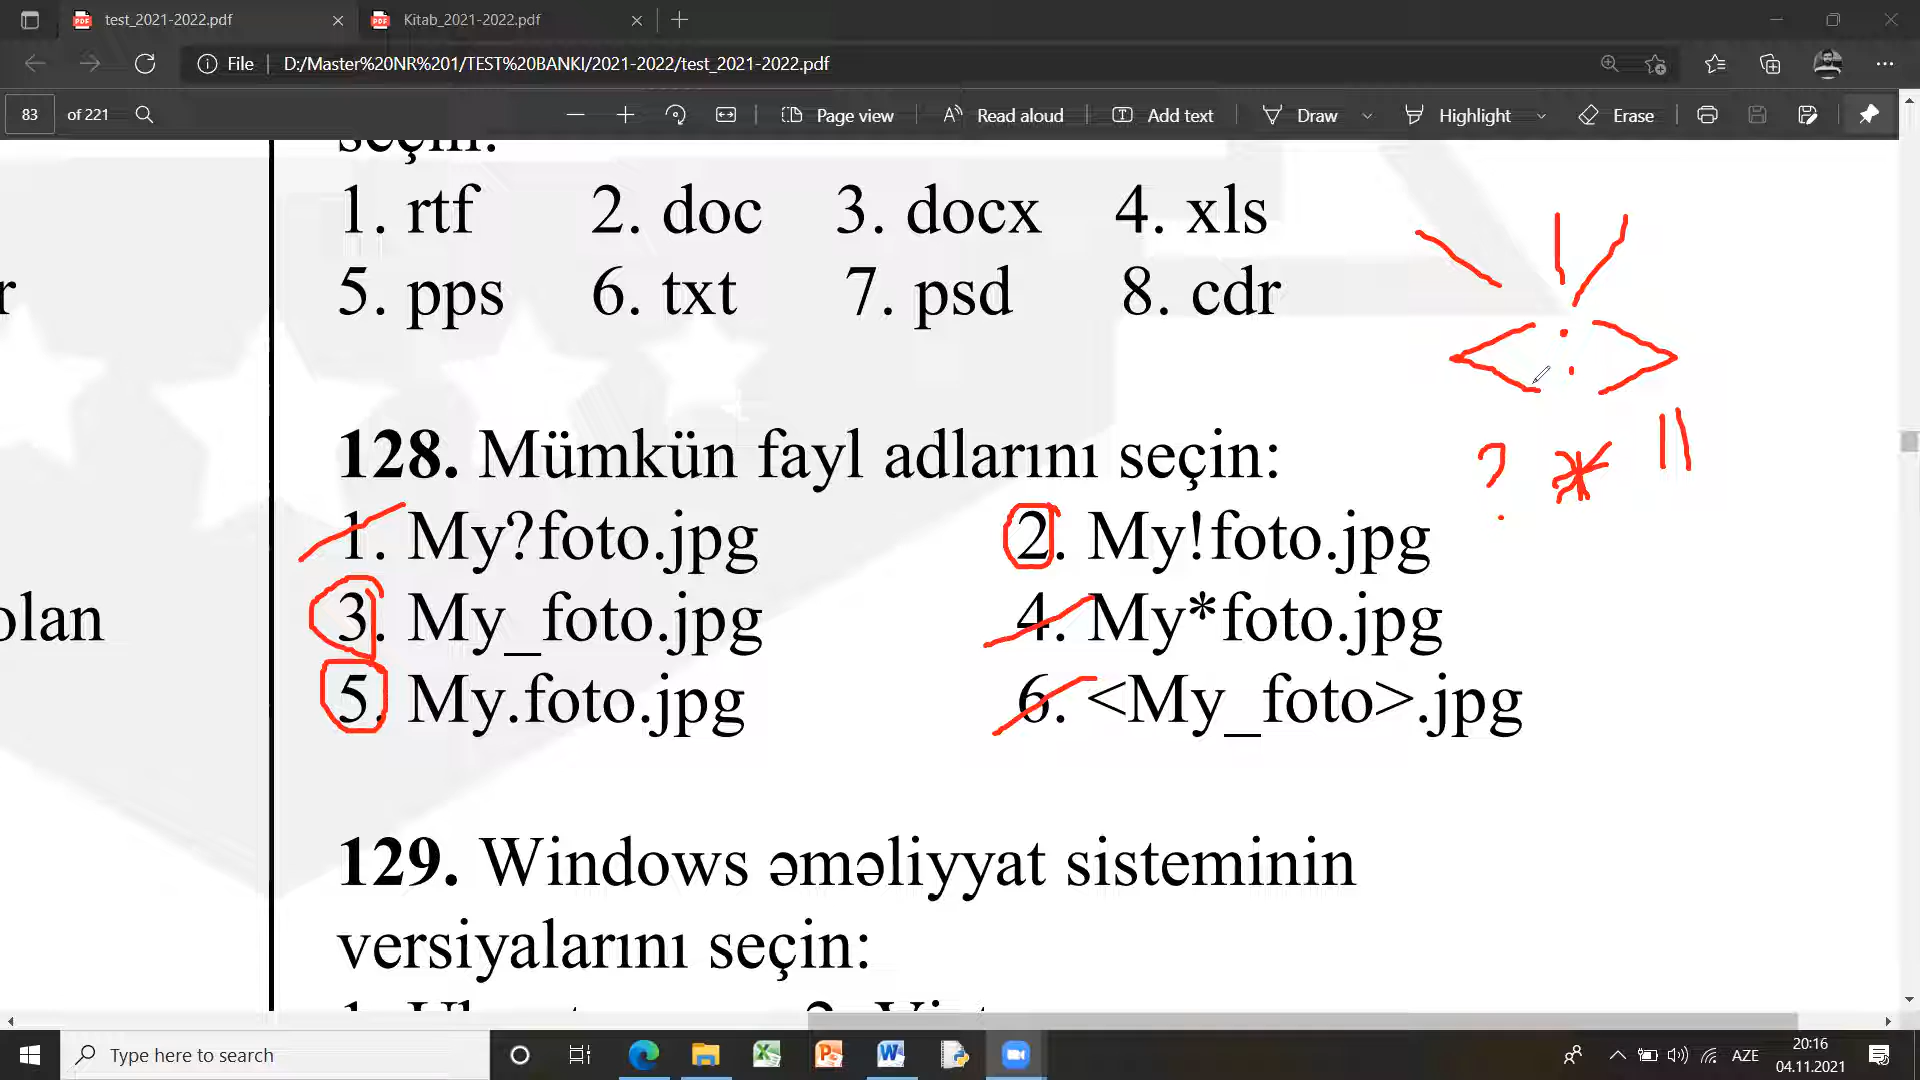 test_2021-2022.pdf
Kitab_2021-2022.pdf
File D:/Master%20NR%201/TEST%20BANKI/2021-2022/test_2021-2022.pdf
83 of 221 Page view Read aloud Add text Draw Highlight Erase
seçin:
1. rtf 2. doc 3. docx 4. xls
r 5. pps 6. txt 7. psd 8. cdr
\ | /
< : >
? * ||
128. Mümkün fayl adlarını seçin:
1. My?foto.jpg 2. My!foto.jpg
olan 3. My_foto.jpg 4. My*foto.jpg
5. My.foto.jpg 6. <My_foto>.jpg
129. Windows əməliyyat sisteminin
versiyalarını seçin:
Type here to search
AZE
20:16
04.11.2021